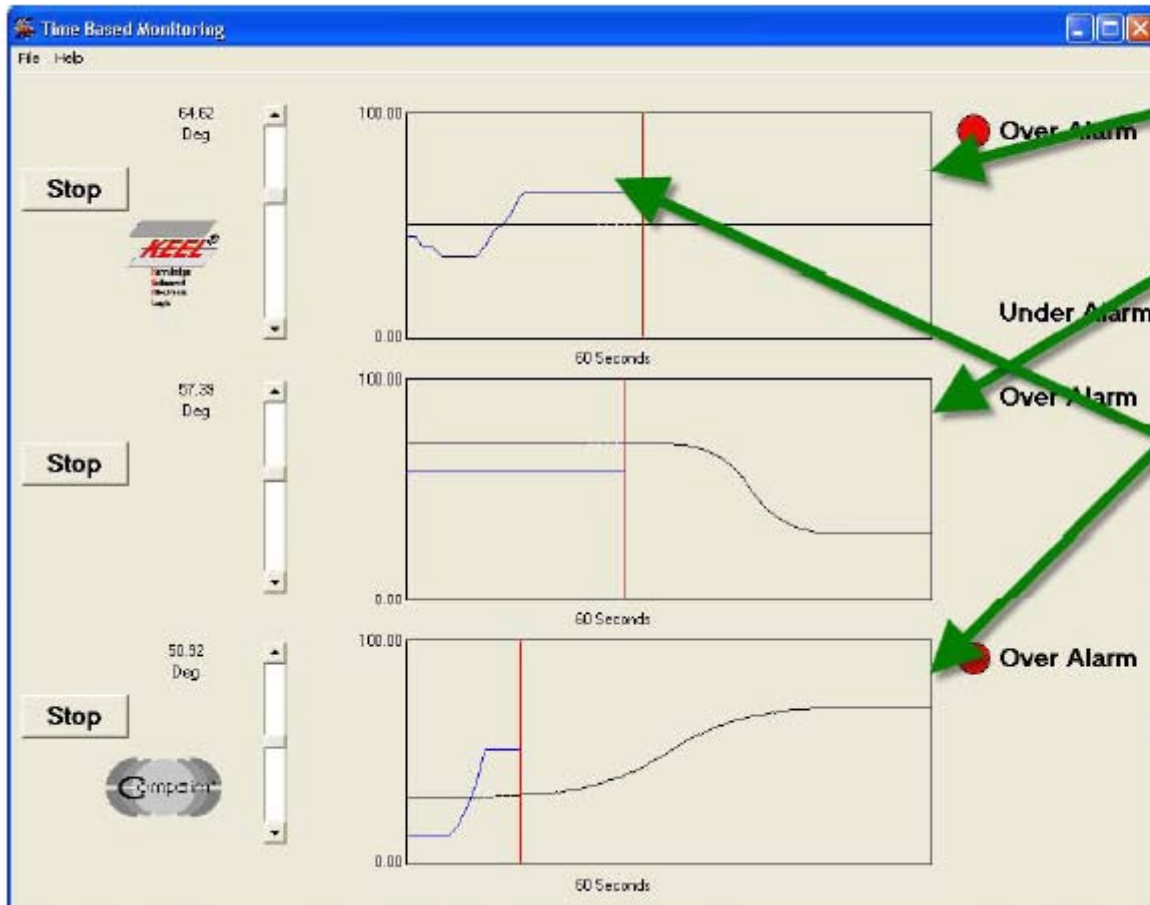 Time Based Monitoring
File Help
64.62
Deg
Stop
KEEL®
100.00
0.00
60 Seconds
Over Alarm
Under Alarm
57.39
Deg
Stop
100.00
0.00
60 Seconds
Over Alarm
50.92
Deg
Stop
Compsim
100.00
0.00
60 Seconds
Over Alarm